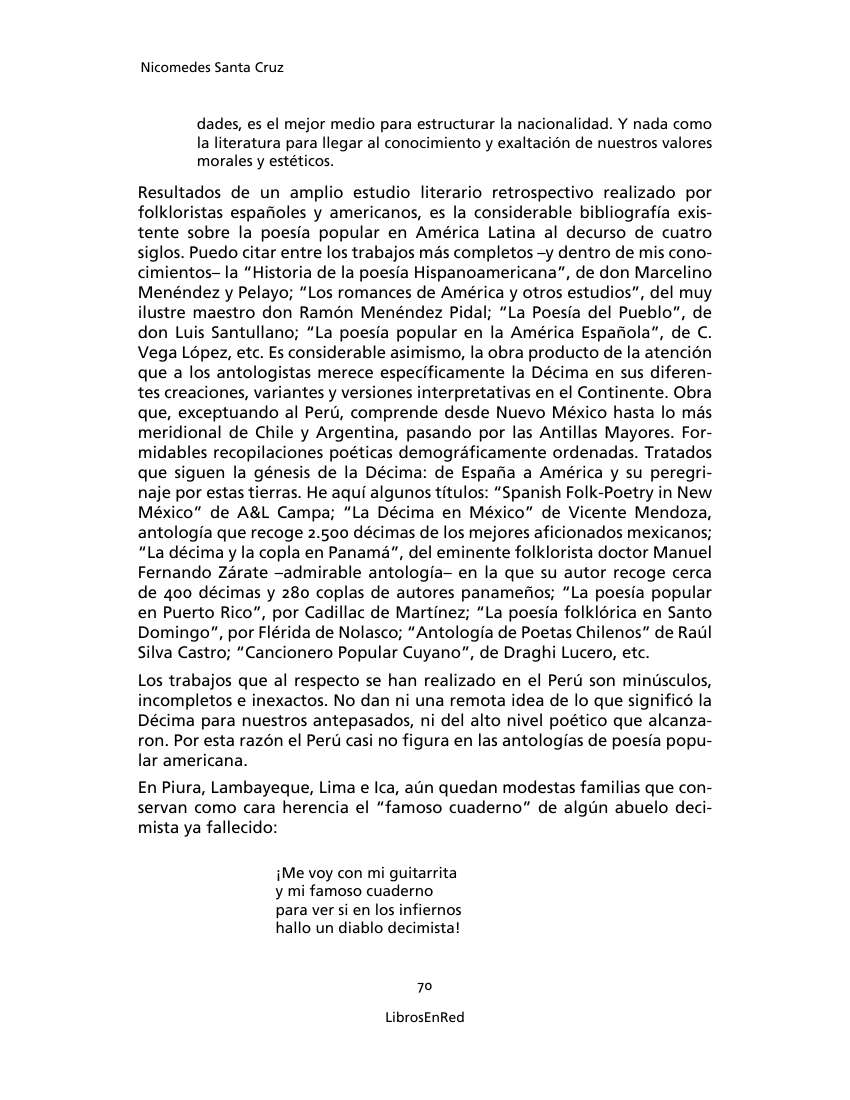 Nicomedes Santa Cruz
dades, es el mejor medio para estructurar la nacionalidad. Y nada como
la literatura para llegar al conocimiento y exaltación de nuestros valores
morales y estéticos.
Resultados de un amplio estudio literario retrospectivo realizado por
folkloristas españoles y americanos, es la considerable bibliografía exis-
tente sobre la poesía popular en América Latina al decurso de cuatro
siglos. Puedo citar entre los trabajos más completos –y dentro de mis cono-
cimientos– la “Historia de la poesía Hispanoamericana”, de don Marcelino
Menéndez y Pelayo; “Los romances de América y otros estudios”, del muy
ilustre maestro don Ramón Menéndez Pidal; “La Poesía del Pueblo”, de
don Luis Santullano; “La poesía popular en la América Española”, de C.
Vega López, etc. Es considerable asimismo, la obra producto de la atención
que a los antologistas merece específicamente la Décima en sus diferen-
tes creaciones, variantes y versiones interpretativas en el Continente. Obra
que, exceptuando al Perú, comprende desde Nuevo México hasta lo más
meridional de Chile y Argentina, pasando por las Antillas Mayores. For-
midables recopilaciones poéticas demográficamente ordenadas. Tratados
que siguen la génesis de la Décima: de España a América y su peregri-
naje por estas tierras. He aquí algunos títulos: “Spanish Folk-Poetry in New
México” de A&L Campa; “La Décima en México” de Vicente Mendoza,
antología que recoge 2.500 décimas de los mejores aficionados mexicanos;
“La décima y la copla en Panamá”, del eminente folklorista doctor Manuel
Fernando Zárate –admirable antología– en la que su autor recoge cerca
de 400 décimas y 280 coplas de autores panameños; “La poesía popular
en Puerto Rico”, por Cadillac de Martínez; “La poesía folklórica en Santo
Domingo”, por Flérida de Nolasco; “Antología de Poetas Chilenos” de Raúl
Silva Castro; “Cancionero Popular Cuyano”, de Draghi Lucero, etc.
Los trabajos que al respecto se han realizado en el Perú son minúsculos,
incompletos e inexactos. No dan ni una remota idea de lo que significó la
Décima para nuestros antepasados, ni del alto nivel poético que alcanza-
ron. Por esta razón el Perú casi no figura en las antologías de poesía popu-
lar americana.
En Piura, Lambayeque, Lima e Ica, aún quedan modestas familias que con-
servan como cara herencia el “famoso cuaderno” de algún abuelo deci-
mista ya fallecido:
¡Me voy con mi guitarrita
y mi famoso cuaderno
para ver si en los infiernos
hallo un diablo decimista!
70
LibrosEnRed